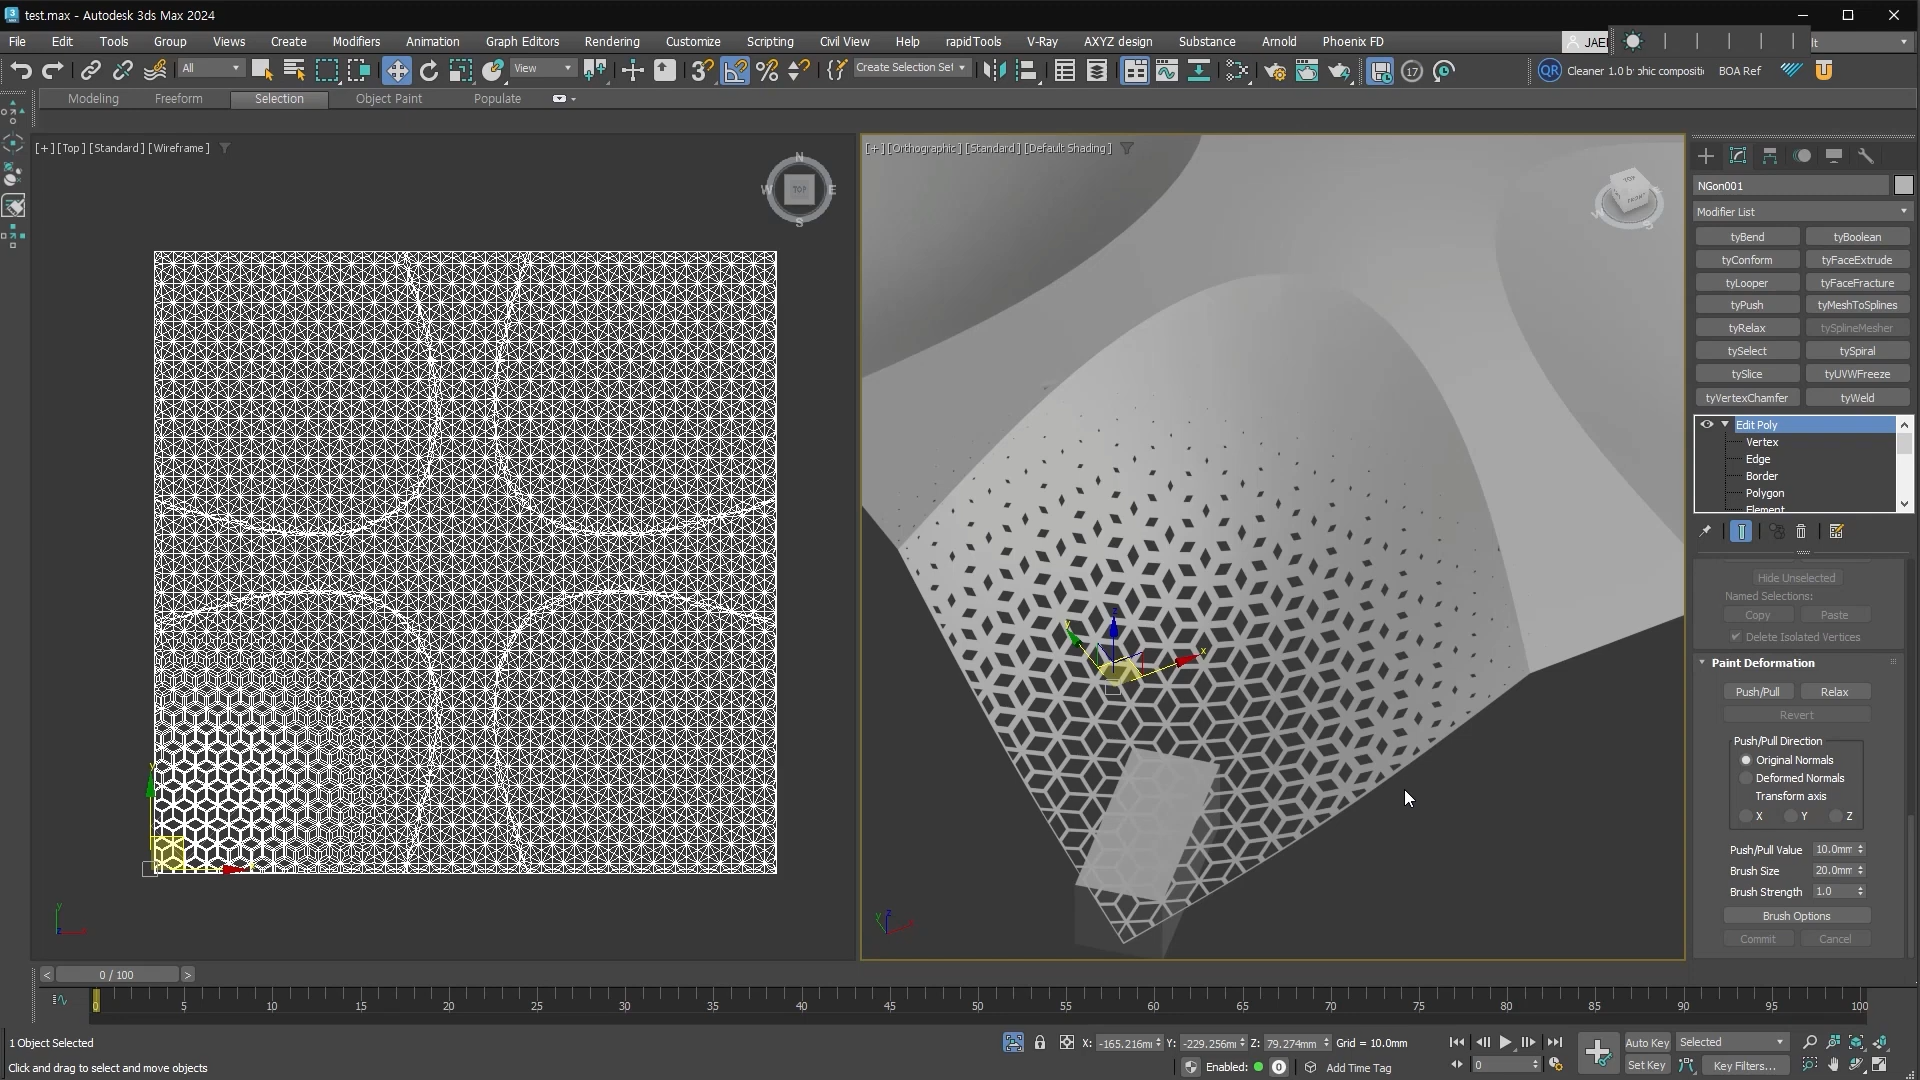 test.max - Autodesk 3ds Max 2024
File Edit Tools Group Views Create Modifiers Animation Graph Editors Rendering Customize Scripting Civil View Help rapidTools V-Ray AXYZ design Substance Arnold Phoenix FD JAE
All View Create Selection Set QR Cleaner 1.0 BOA Ref
Modeling Freeform Selection Object Paint Populate
[+] [Top] [Standard] [Wireframe]
N
W TOP E
S
[+] [Orthographic] [Standard] [Default Shading]
TOP
FRONT
NGon001
Modifier List
tyBend tyBoolean
tyConform tyFaceExtrude
tyLooper tyFaceFracture
tyPush tyMeshToSplines
tyRelax tySplineMesher
tySelect tySpiral
tySlice tyUVWFreeze
tyVertexChamfer tyWeld
Edit Poly
Vertex
Edge
Border
Polygon
Element
Hide Unselected
Named Selections:
Copy Paste
Delete Isolated Vertices
Paint Deformation
Push/Pull Relax
Revert
Push/Pull Direction
Original Normals
Deformed Normals
Transform axis
X Y Z
Push/Pull Value 10.0mm
Brush Size 20.0mm
Brush Strength 1.0
Brush Options
Commit Cancel
< 0 / 100 >
0 5 10 15 20 25 30 35 40 45 50 55 60 65 70 75 80 85 90 95 100
1 Object Selected
X: -165.216m Y: -229.256m Z: 79.274mm Grid = 10.0mm
Auto Key Selected
Click and drag to select and move objects
Enabled: 0 Add Time Tag
0
Set Key Key Filters...